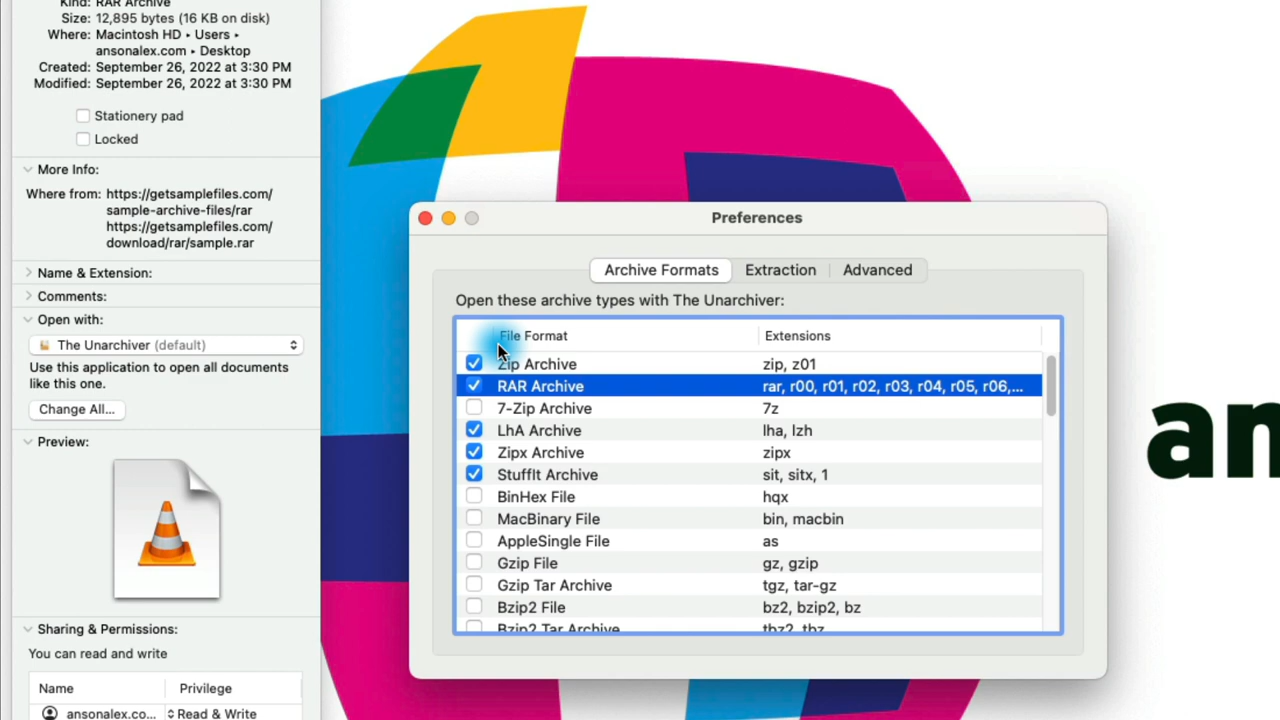 Kind: RAR Archive
Size: 12,895 bytes (16 KB on disk)
Where: Macintosh HD ▸ Users ▸
ansonalex.com ▸ Desktop
Created: September 26, 2022 at 3:30 PM
Modified: September 26, 2022 at 3:30 PM
Stationery pad
Locked
More Info:
Where from: https://getsamplefiles.com/
sample-archive-files/rar
https://getsamplefiles.com/
download/rar/sample.rar
Name & Extension:
Comments:
Open with:
The Unarchiver (default)
Use this application to open all documents
like this one.
Change All...
Preview:
Sharing & Permissions:
You can read and write
Name Privilege
ansonalex.co... Read & Write
Preferences
Archive Formats Extraction Advanced
Open these archive types with The Unarchiver:
File Format Extensions
Zip Archive zip, z01
RAR Archive rar, r00, r01, r02, r03, r04, r05, r06,...
7-Zip Archive 7z
LhA Archive lha, lzh
Zipx Archive zipx
StuffIt Archive sit, sitx, 1
BinHex File hqx
MacBinary File bin, macbin
AppleSingle File as
Gzip File gz, gzip
Gzip Tar Archive tgz, tar-gz
Bzip2 File bz2, bzip2, bz
Bzip2 Tar Archive tbz2, tbz
an